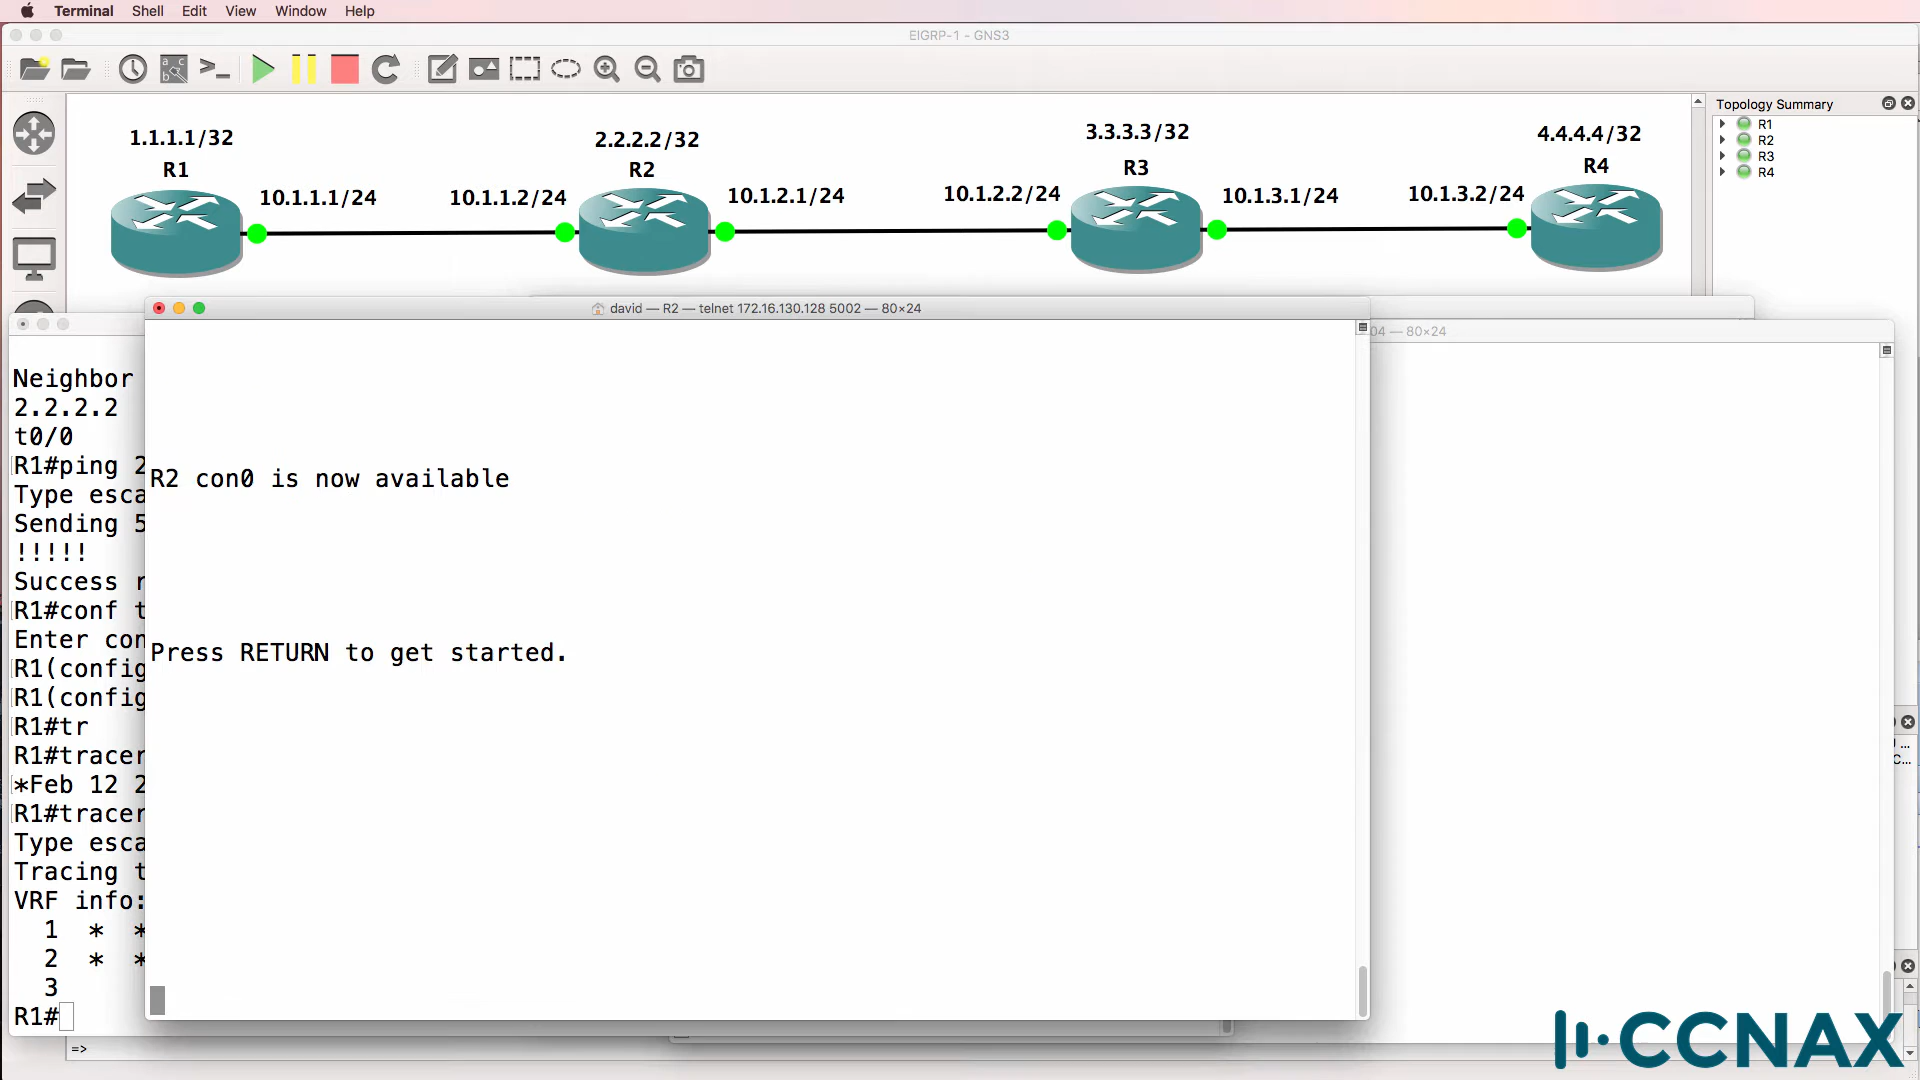 Terminal Shell Edit View Window Help
EIGRP-1 - GNS3
Topology Summary
R1
R2
R3
R4
1.1.1.1/32
R1
10.1.1.1/24
10.1.1.2/24
2.2.2.2/32
R2
10.1.2.1/24
10.1.2.2/24
3.3.3.3/32
R3
10.1.3.1/24
10.1.3.2/24
4.4.4.4/32
R4
david — R2 — telnet 172.16.130.128 5002 — 80×24
04 — 80×24
R2 con0 is now available
Press RETURN to get started.
Neighbor
2.2.2.2
t0/0
R1#ping 2
Type esca
Sending 5
!!!!!
Success r
R1#conf t
Enter con
R1(config
R1(config
R1#tr
R1#tracer
*Feb 12 2
R1#tracer
Type esca
Tracing t
VRF info:
1 * *
2 * *
3
R1#
=>
CCNAX